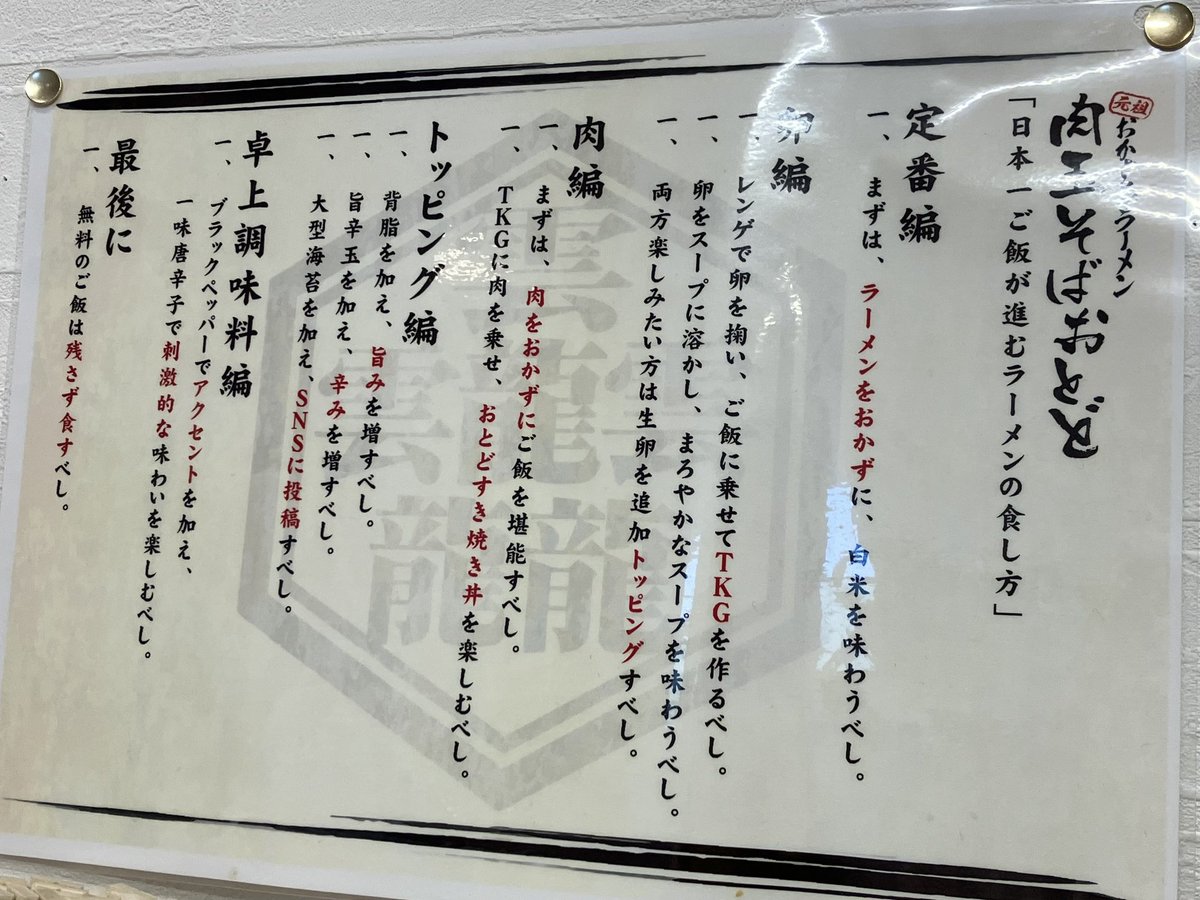 元祖
おかずラーメン
肉玉そばおとど
「日本一ご飯が進むラーメンの食し方」
定番編
一、まずは、ラーメンをおかずに、白米を味わうべし。
卵編
一、レンゲで卵を掬い、ご飯に乗せてTKGを作るべし。
一、卵をスープに溶かし、まろやかなスープを味わうべし。
一、両方楽しみたい方は生卵を追加トッピングすべし。
肉編
一、まずは、肉をおかずにご飯を堪能すべし。
一、TKGに肉を乗せ、おとどすき焼き丼を楽しむべし。
トッピング編
一、背脂を加え、旨みを増すべし。
一、旨辛玉を加え、辛みを増すべし。
一、大型海苔を加え、SNSに投稿すべし。
卓上調味料編
一、ブラックペッパーでアクセントを加え、
一味唐辛子で刺激的な味わいを楽しむべし。
最後に
一、無料のご飯は残さず食すべし。
雲
雲龍雲
龍龍